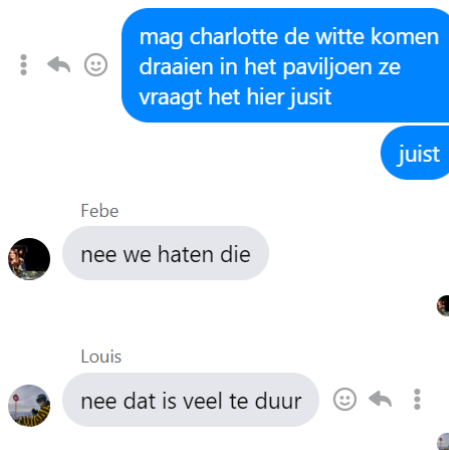 mag charlotte de witte komen
draaien in het paviljoen ze
vraagt het hier jusit
juist
Febe
nee we haten die
Louis
nee dat is veel te duur